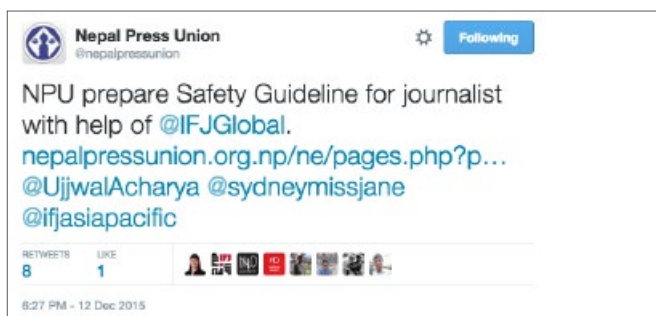 Nepal Press Union
@nepalpressunion
Following
NPU prepare Safety Guideline for journalist
with help of @IFJGlobal.
nepalpressunion.org.np/ne/pages.php?p...
@UjjwalAcharya @sydneymissjane
@ifjasiapacific
RETWEETS LIKE
8 1
6:27 PM - 12 Dec 2015